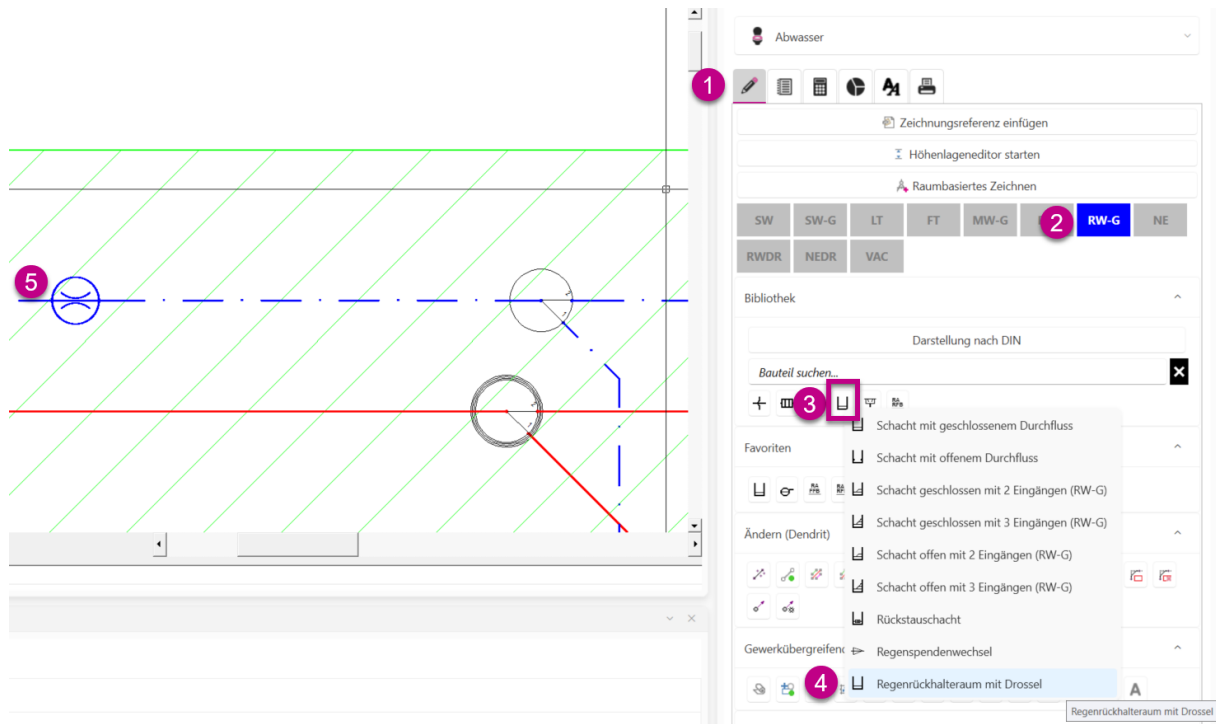 Abwasser
1
Zeichnungsreferenz einfügen
Höhenlageneditor starten
Raumbasiertes Zeichnen
SW SW-G LT FT MW-G 2 RW-G NE
RWDR NEDR VAC
5
Bibliothek
Darstellung nach DIN
Bauteil suchen...
3
Schacht mit geschlossenem Durchfluss
Favoriten
Schacht mit offenem Durchfluss
Schacht geschlossen mit 2 Eingängen (RW-G)
Schacht geschlossen mit 3 Eingängen (RW-G)
Ändern (Dendrit)
Schacht offen mit 2 Eingängen (RW-G)
Schacht offen mit 3 Eingängen (RW-G)
Rückstauschacht
Regenspendenwechsel
4
Regenrückhalteraum mit Drossel
A
Regenrückhalteraum mit Drossel